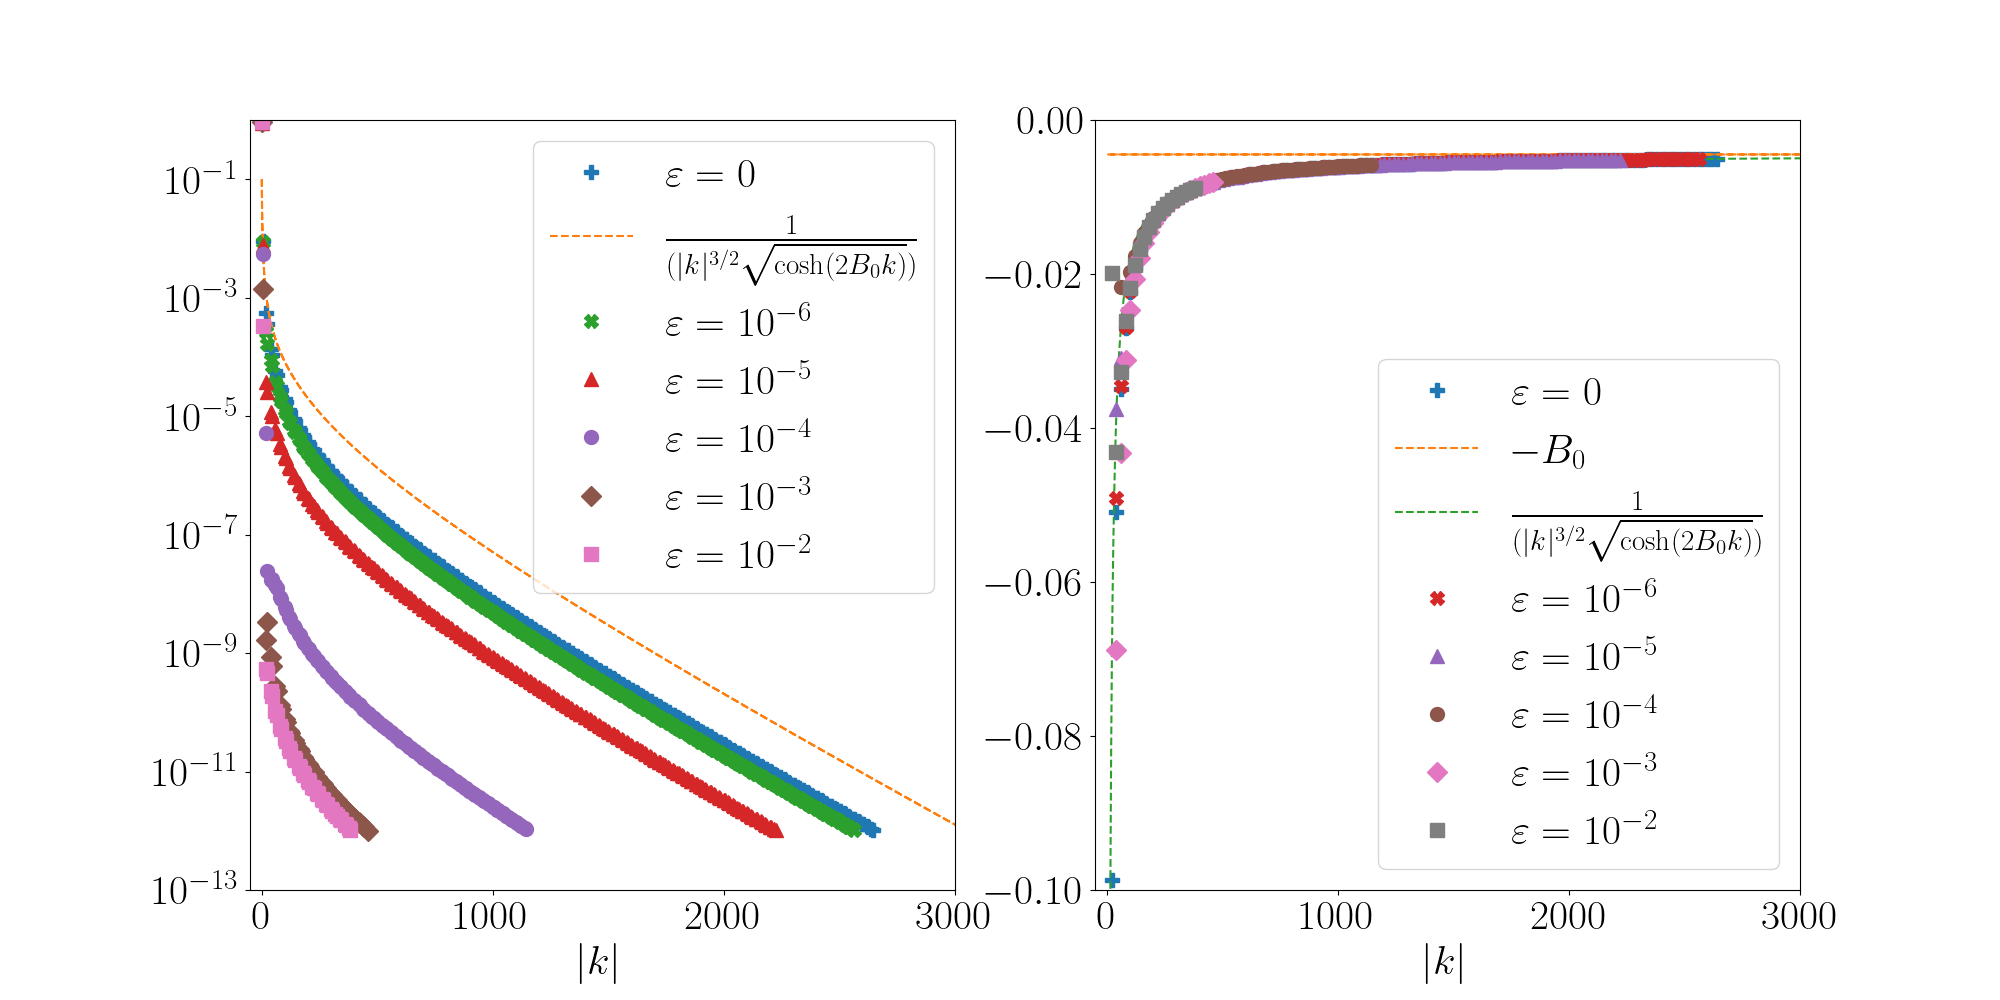 10⁻¹
10⁻³
10⁻⁵
10⁻⁷
10⁻⁹
10⁻¹¹
10⁻¹³
0 1000 2000 3000
|k|
ε = 0
1
(|k|^{3/2}√cosh(2B₀k))
ε = 10⁻⁶
ε = 10⁻⁵
ε = 10⁻⁴
ε = 10⁻³
ε = 10⁻²
0.00
−0.02
−0.04
−0.06
−0.08
−0.10
0 1000 2000 3000
|k|
ε = 0
−B₀
1
(|k|^{3/2}√cosh(2B₀k))
ε = 10⁻⁶
ε = 10⁻⁵
ε = 10⁻⁴
ε = 10⁻³
ε = 10⁻²